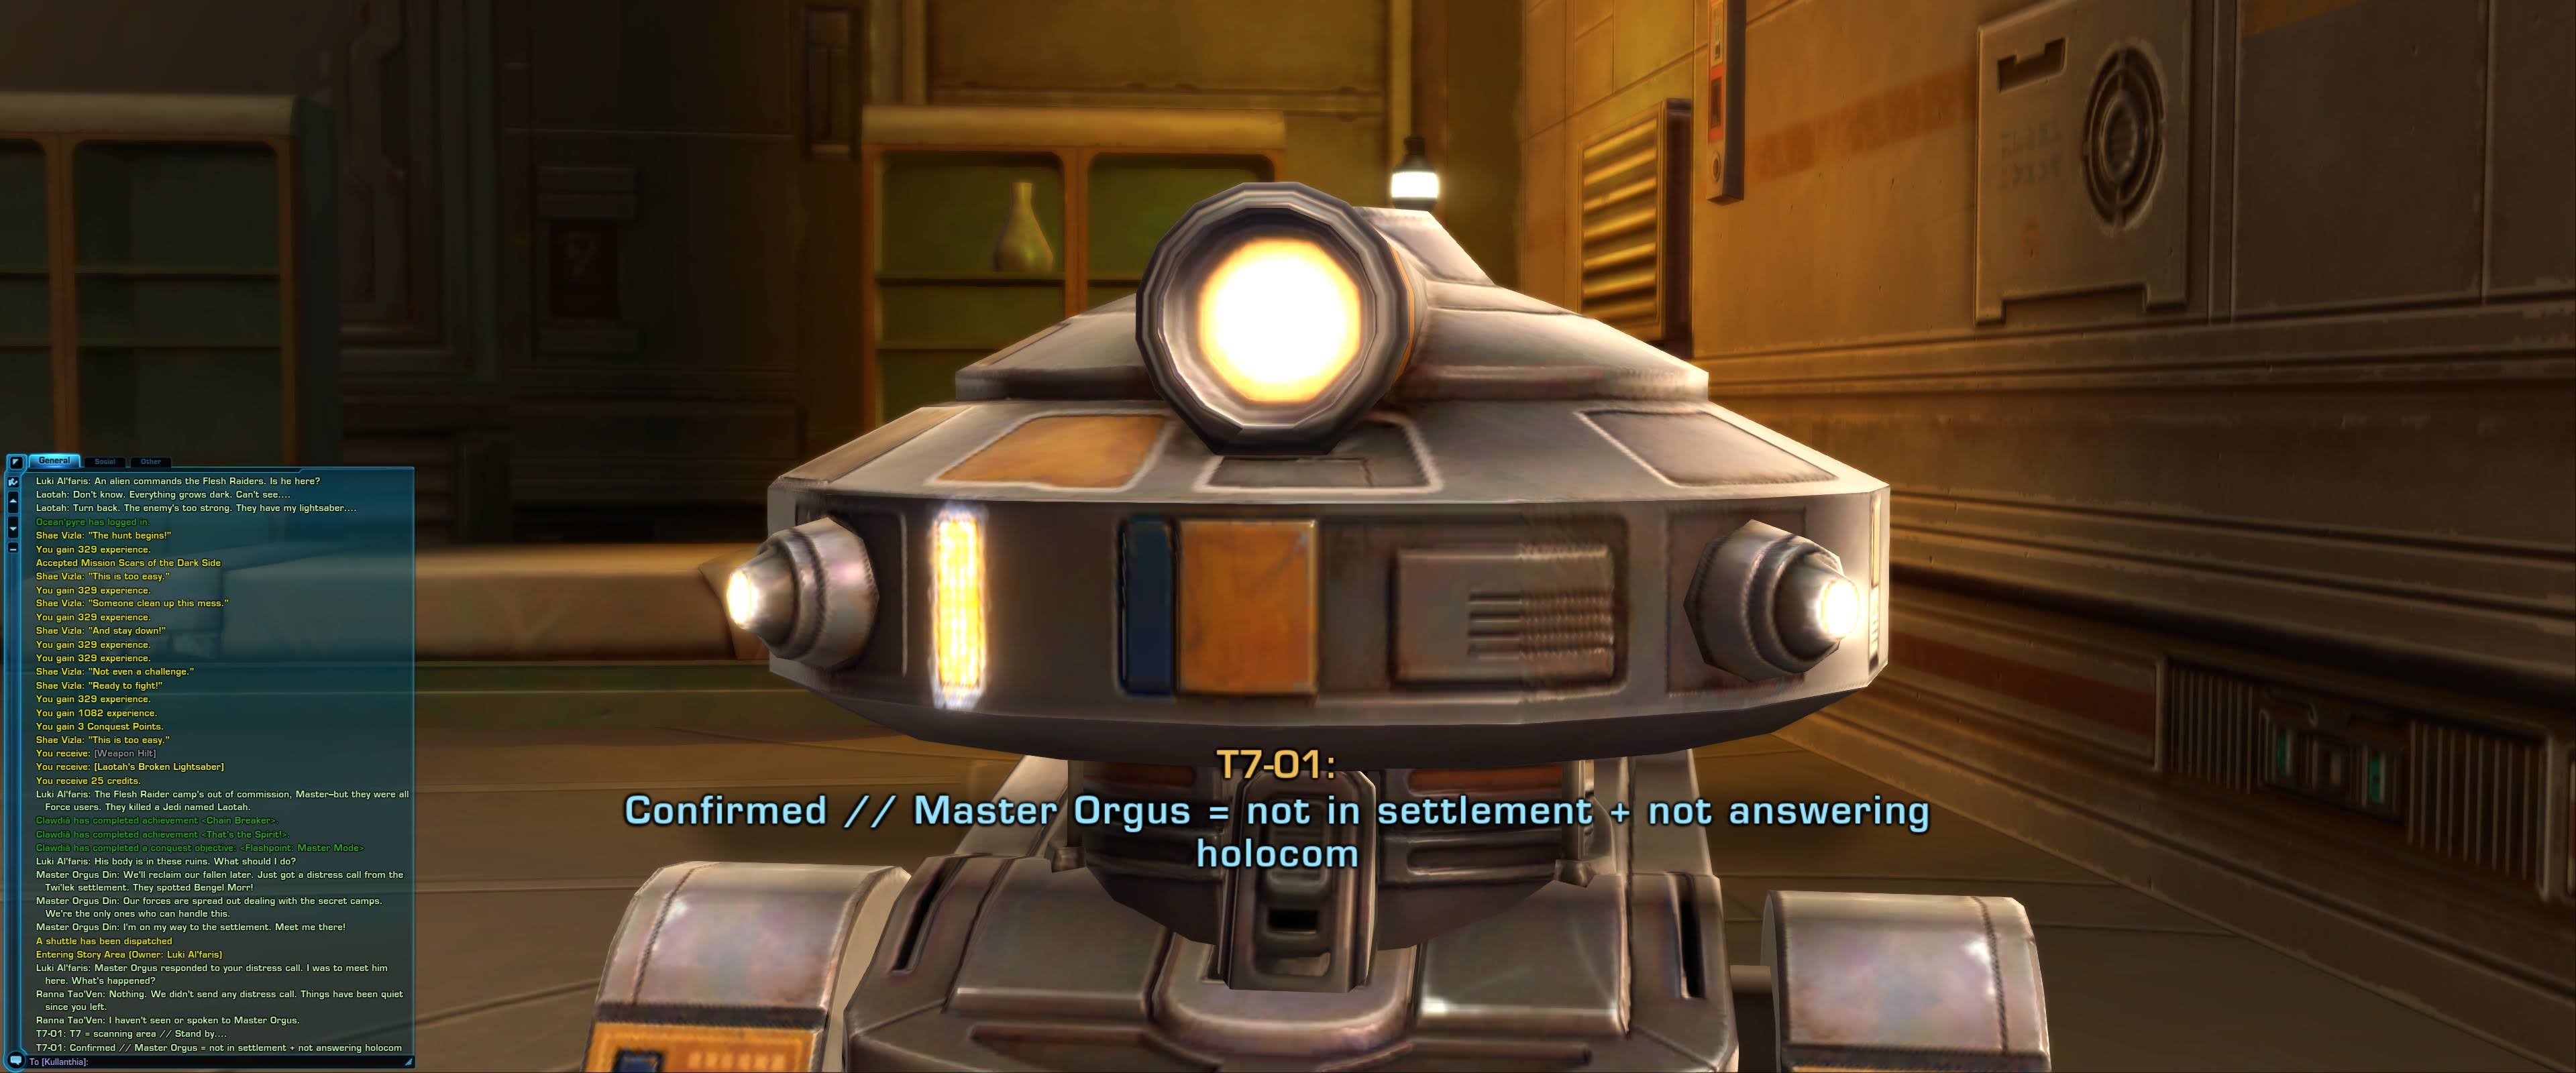 General Social Other
Luki Al'faris: An alien commands the Flesh Raiders. Is he here?
Laotah: Don't know. Everything grows dark. Can't see....
Laotah: Turn back. The enemy's too strong. They have my lightsaber....
Ocean'pyre has logged in.
Shae Vizla: "The hunt begins!"
You gain 329 experience.
Accepted Mission Scars of the Dark Side
Shae Vizla: "This is too easy."
You gain 329 experience.
Shae Vizla: "Someone clean up this mess."
You gain 329 experience.
Shae Vizla: "And stay down!"
You gain 329 experience.
You gain 329 experience.
Shae Vizla: "Not even a challenge."
Shae Vizla: "Ready to fight!"
You gain 329 experience.
You gain 1082 experience.
You gain 3 Conquest Points.
Shae Vizla: "This is too easy."
You receive: [Weapon Hilt]
You receive: [Laotah's Broken Lightsaber]
You receive 25 credits.
Luki Al'faris: The Flesh Raider camp's out of commission, Master–but they were all
Force users. They killed a Jedi named Laotah.
Clawdiä has completed achievement <Chain Breaker>.
Clawdiä has completed achievement <That's the Spirit!>.
Clawdiä has completed a conquest objective: <Flashpoint: Master Mode>
Luki Al'faris: His body is in these ruins. What should I do?
Master Orgus Din: We'll reclaim our fallen later. Just got a distress call from the
Twi'lek settlement. They spotted Bengel Morr!
Master Orgus Din: Our forces are spread out dealing with the secret camps.
We're the only ones who can handle this.
Master Orgus Din: I'm on my way to the settlement. Meet me there!
A shuttle has been dispatched
Entering Story Area (Owner: Luki Al'faris)
Luki Al'faris: Master Orgus responded to your distress call. I was to meet him
here. What's happened?
Ranna Tao'Ven: Nothing. We didn't send any distress call. Things have been quiet
since you left.
Ranna Tao'Ven: I haven't seen or spoken to Master Orgus.
T7-01: T7 = scanning area // Stand by....
T7-01: Confirmed // Master Orgus = not in settlement + not answering holocom
To [Kullanthia]:
T7-01:
Confirmed // Master Orgus = not in settlement + not answering
holocom